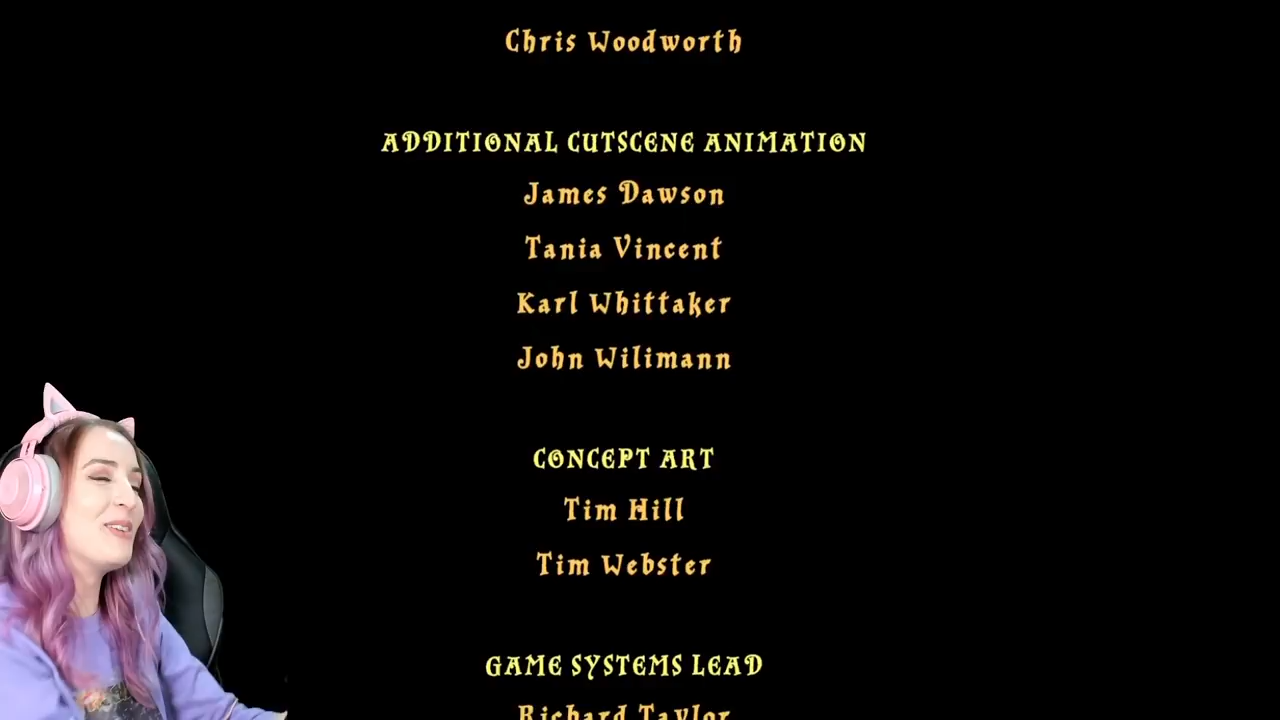 Chris Woodworth
ADDITIONAL CUTSCENE ANIMATION
James Dawson
Tania Vincent
Karl Whittaker
John Wilimann
CONCEPT ART
Tim Hill
Tim Webster
GAME SYSTEMS LEAD
Richard Taylor